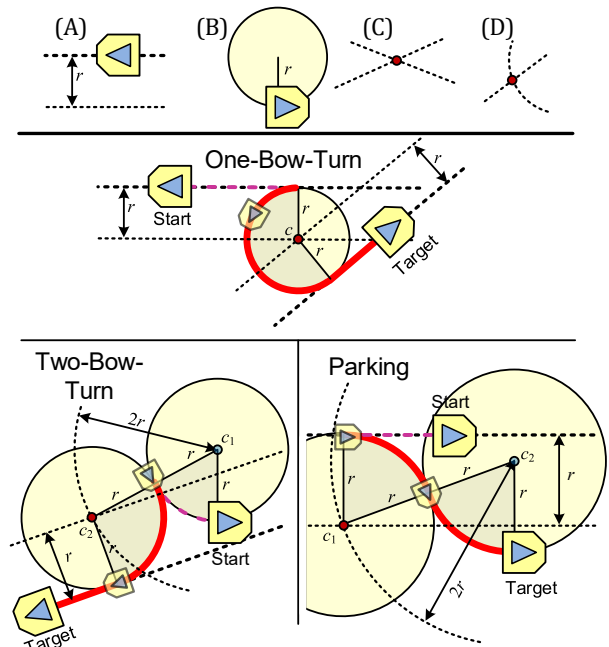 (A) (B) (C) (D)
r
r
One-Bow-Turn
Start
r
r
c
r
r
Target
Two-Bow-
Turn
2r
c₁
r
r
c₂
r
r
Start
Target
Parking
Start
c₂
r
r
r
r
c₁
2r
Target